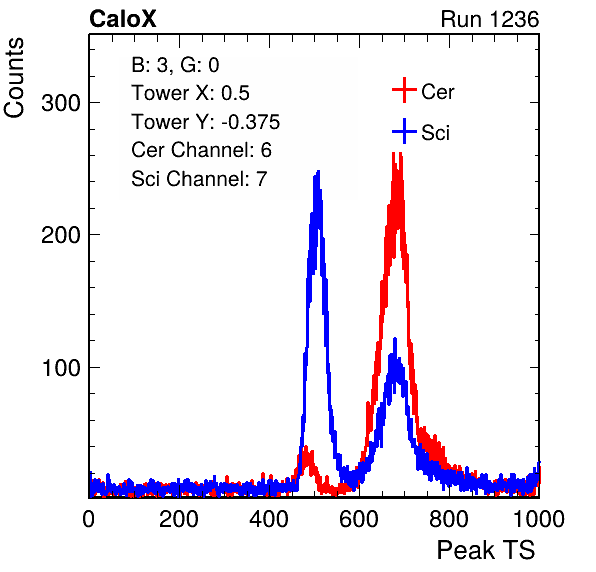 CaloX Run 1236
Counts
B: 3, G: 0
Tower X: 0.5
Tower Y: -0.375
Cer Channel: 6
Sci Channel: 7
Cer
Sci
300
200
100
0 200 400 600 800 1000
Peak TS